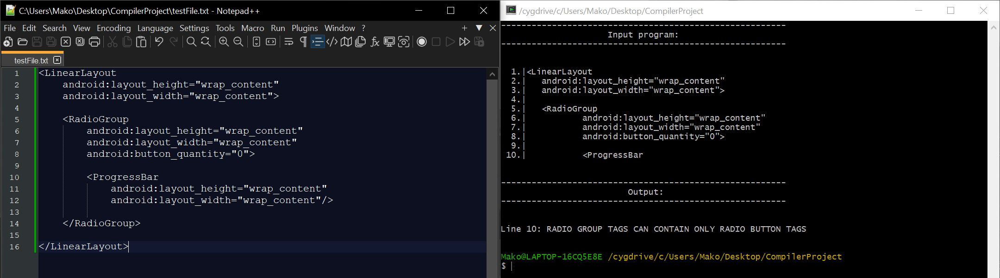 C:\Users\Mako\Desktop\CompilerProject\testFile.txt - Notepad++
File Edit Search View Encoding Language Settings Tools Macro Run Plugins Window ?
testFile.txt
1 <LinearLayout
2     android:layout_height="wrap_content"
3     android:layout_width="wrap_content">
4
5     <RadioGroup
6         android:layout_height="wrap_content"
7         android:layout_width="wrap_content"
8         android:button_quantity="0">
9
10         <ProgressBar
11             android:layout_height="wrap_content"
12             android:layout_width="wrap_content"/>
13
14     </RadioGroup>
15
16 </LinearLayout>
/cygdrive/c/Users/Mako/Desktop/CompilerProject
--------------------------------------------------------
Input program:
--------------------------------------------------------
1.|<LinearLayout
2.|   android:layout_height="wrap_content"
3.|   android:layout_width="wrap_content">
4.|
5.|   <RadioGroup
6.|           android:layout_height="wrap_content"
7.|           android:layout_width="wrap_content"
8.|           android:button_quantity="0">
9.|
10.|           <ProgressBar
--------------------------------------------------------
Output:
--------------------------------------------------------
Line 10: RADIO GROUP TAGS CAN CONTAIN ONLY RADIO BUTTON TAGS
Mako@LAPTOP-16CQ5E8E /cygdrive/c/Users/Mako/Desktop/CompilerProject
$